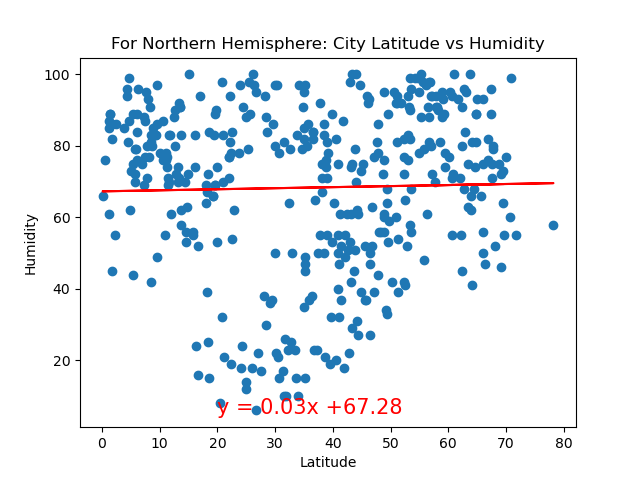 For Northern Hemisphere: City Latitude vs Humidity
100
80
60
40
20
Humidity
y = 0.03x +67.28
0 10 20 30 40 50 60 70 80
Latitude